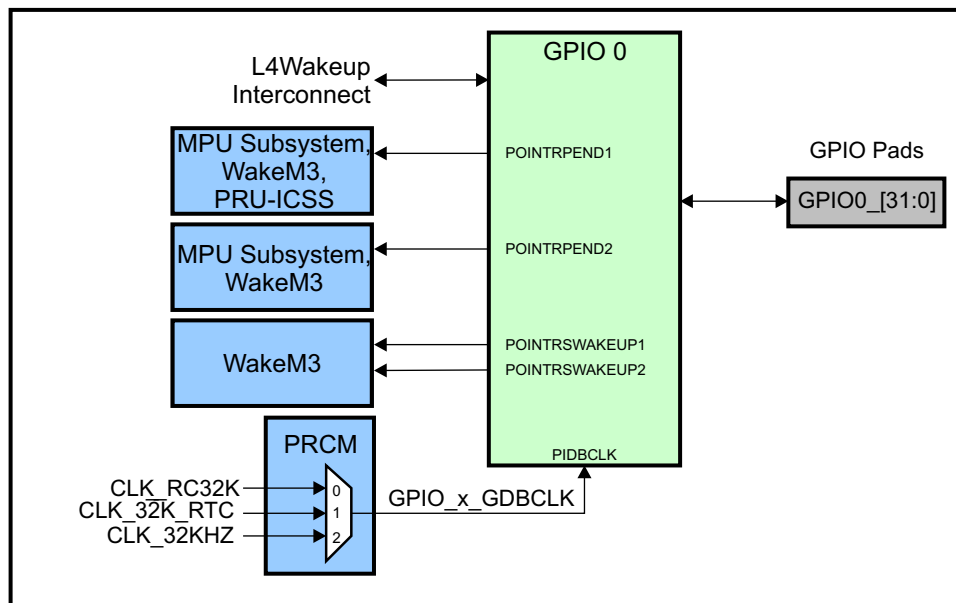 GPIO 0
L4Wakeup
Interconnect
MPU Subsystem,
WakeM3,
PRU-ICSS
POINTRPEND1
GPIO Pads
GPIO0_[31:0]
MPU Subsystem,
WakeM3
POINTRPEND2
WakeM3
POINTRSWAKEUP1
POINTRSWAKEUP2
PIDBCLK
PRCM
CLK_RC32K
0
CLK_32K_RTC
1
CLK_32KHZ
2
GPIO_x_GDBCLK